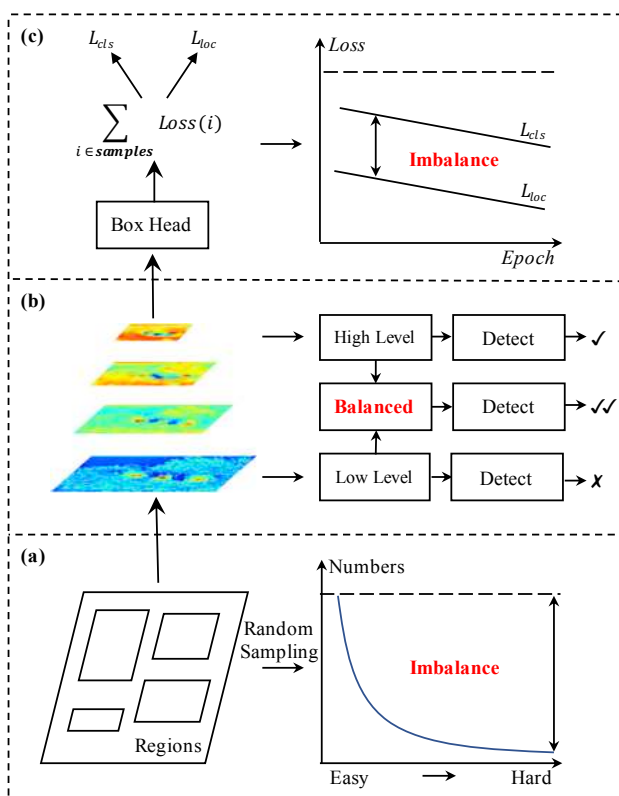 (c)
L_cls
L_loc
∑ Loss(i)
i∈samples
Box Head
Loss
L_cls
Imbalance
L_loc
Epoch
(b)
High Level
Detect
✓
Balanced
Detect
✓✓
Low Level
Detect
✗
(a)
Regions
Random
Sampling
Numbers
Imbalance
Easy
Hard